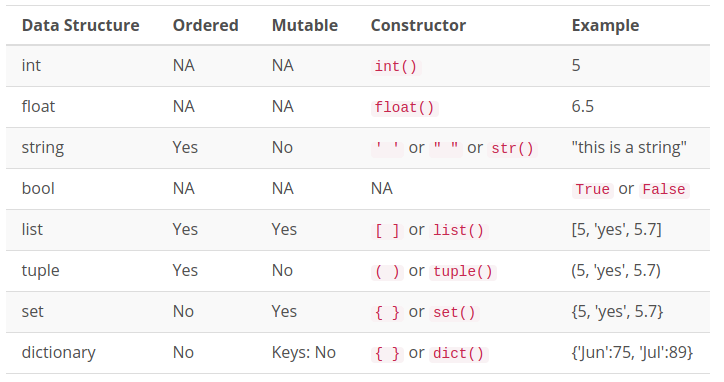 Data Structure Ordered Mutable Constructor Example
int NA NA int() 5
float NA NA float() 6.5
string Yes No ' ' or " " or str() "this is a string"
bool NA NA NA True or False
list Yes Yes [ ] or list() [5, 'yes', 5.7]
tuple Yes No ( ) or tuple() (5, 'yes', 5.7)
set No Yes { } or set() {5, 'yes', 5.7}
dictionary No Keys: No { } or dict() {'Jun':75, 'Jul':89}